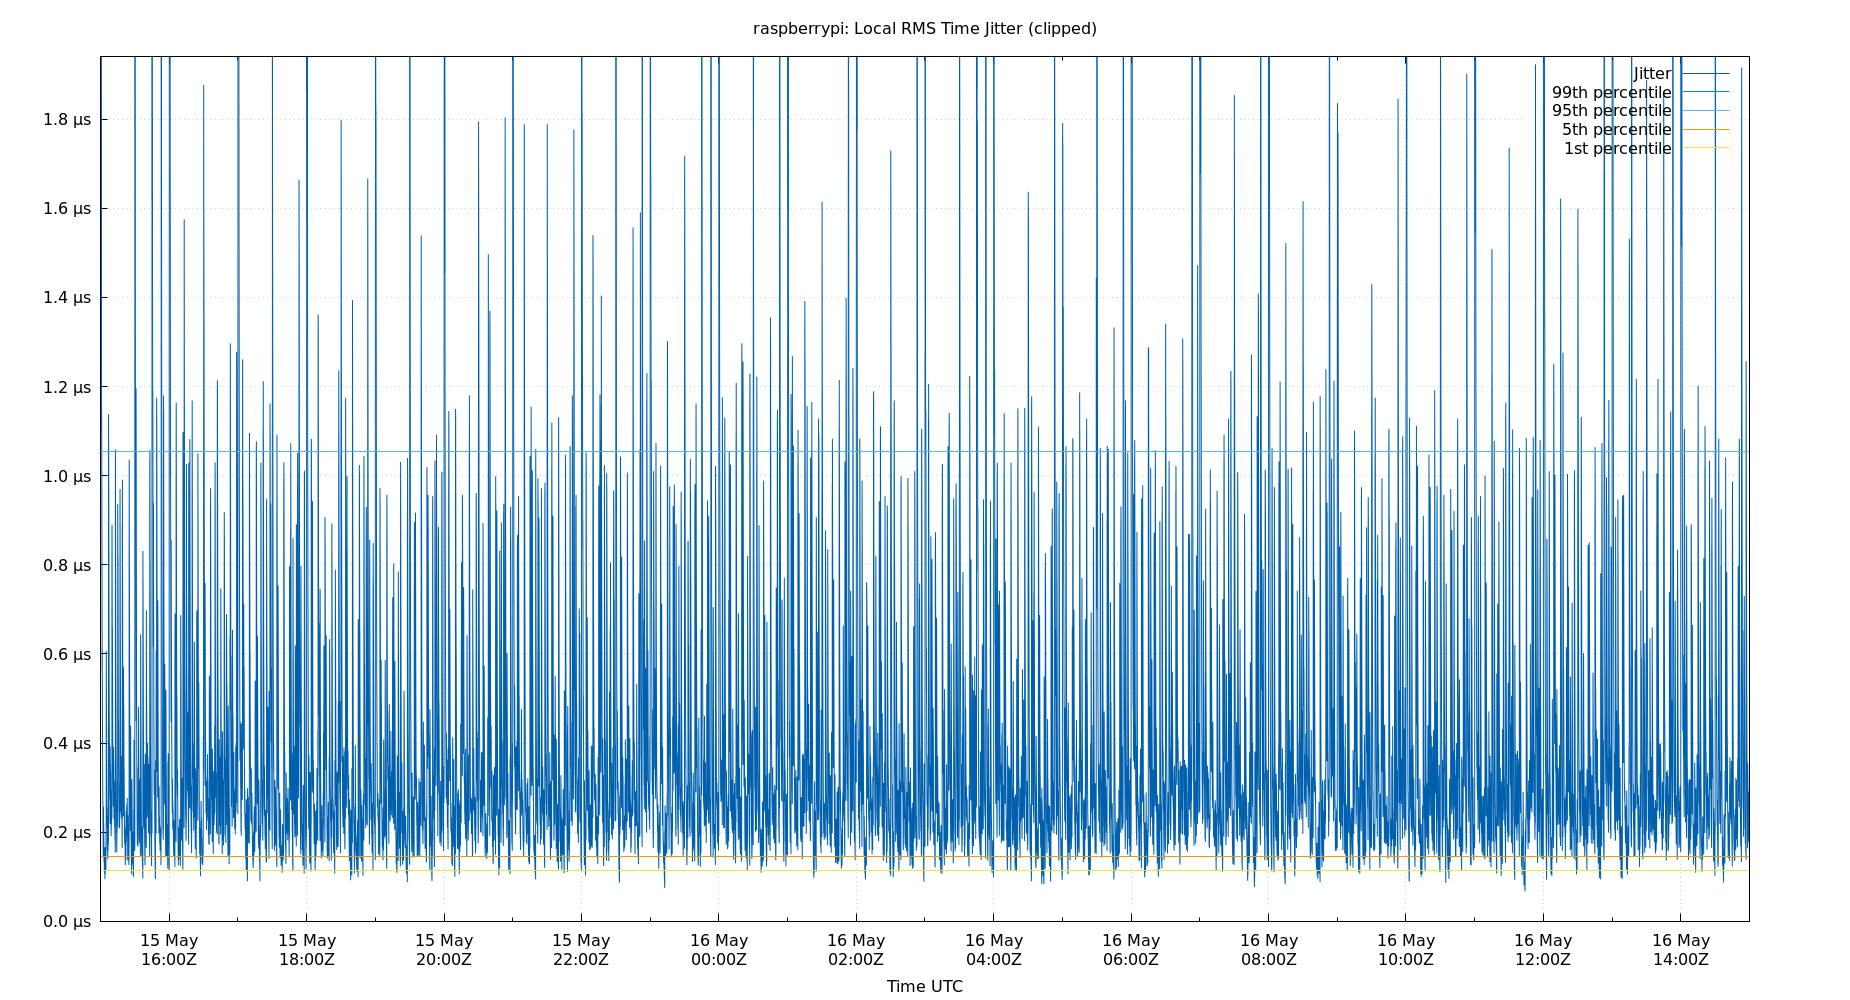 raspberrypi: Local RMS Time Jitter (clipped)
Jitter
99th percentile
95th percentile
5th percentile
1st percentile
1.8 µs
1.6 µs
1.4 µs
1.2 µs
1.0 µs
0.8 µs
0.6 µs
0.4 µs
0.2 µs
0.0 µs
15 May 15 May 15 May 15 May 16 May 16 May 16 May 16 May 16 May 16 May 16 May 16 May
16:00Z 18:00Z 20:00Z 22:00Z 00:00Z 02:00Z 04:00Z 06:00Z 08:00Z 10:00Z 12:00Z 14:00Z
Time UTC